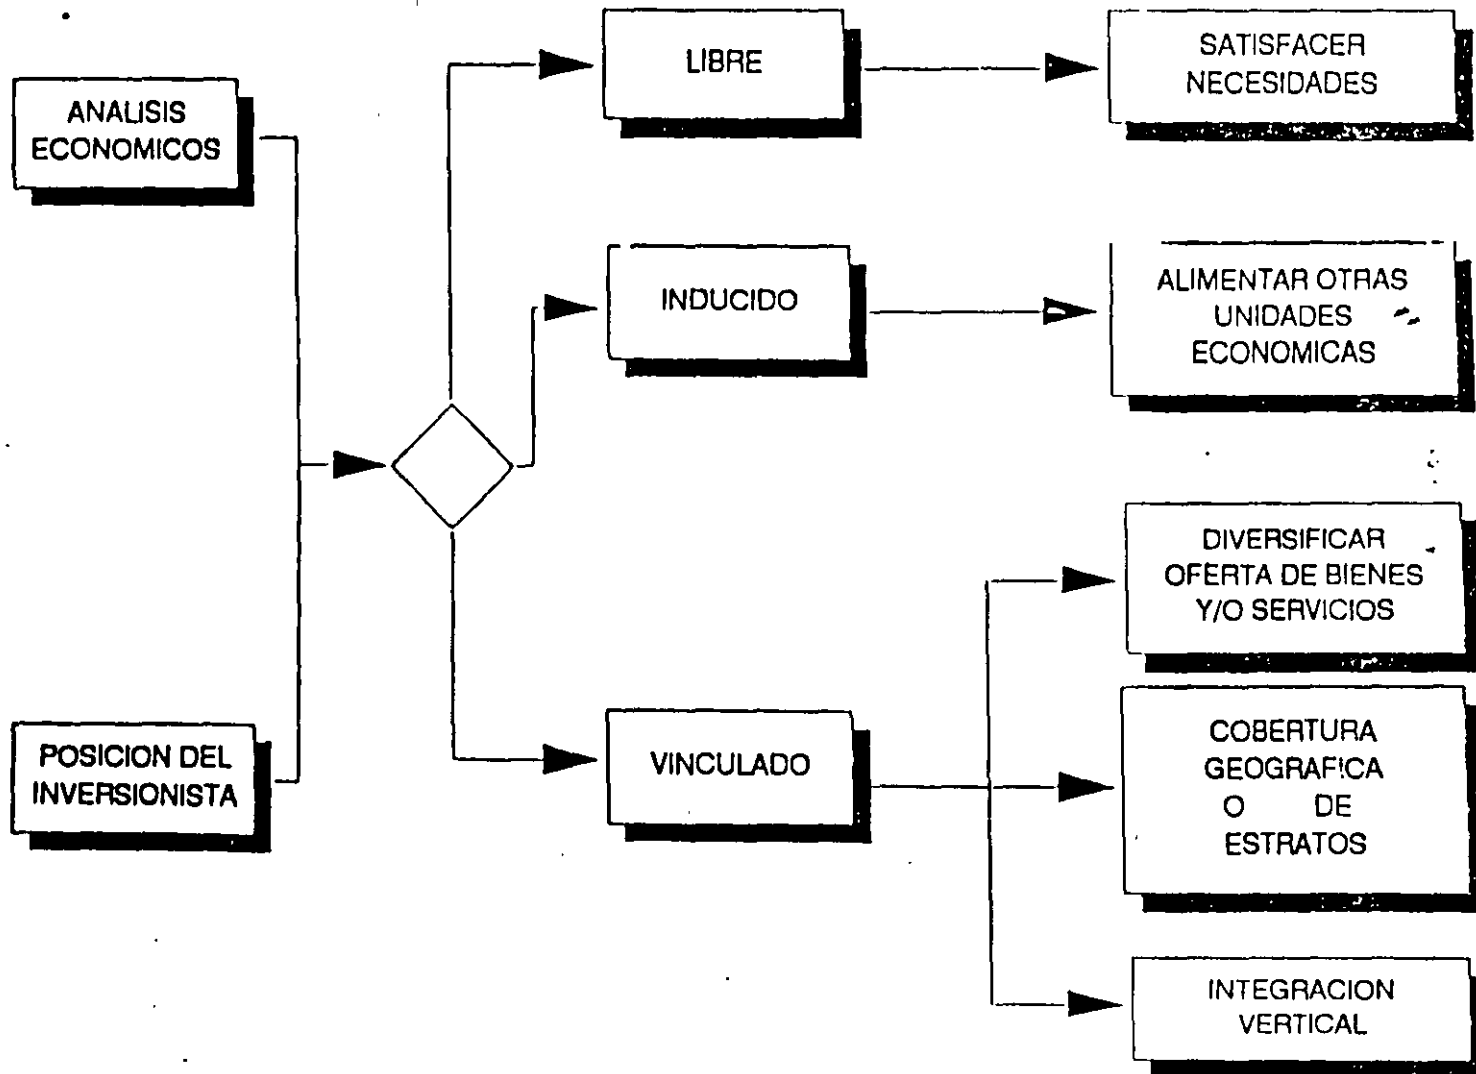 ANALISIS
ECONOMICOS
POSICION DEL
INVERSIONISTA
LIBRE
SATISFACER
NECESIDADES
INDUCIDO
ALIMENTAR OTRAS
UNIDADES
ECONOMICAS
VINCULADO
DIVERSIFICAR
OFERTA DE BIENES
Y/O SERVICIOS
COBERTURA
GEOGRAFICA
O DE
ESTRATOS
INTEGRACION
VERTICAL